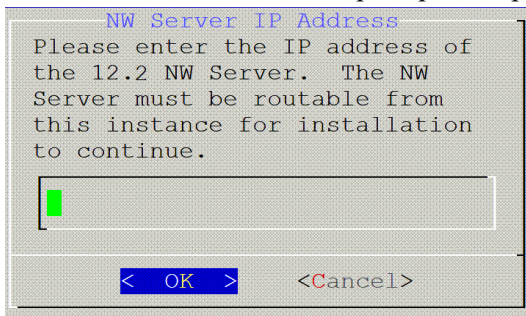 NW Server IP Address
Please enter the IP address of
the 12.2 NW Server.  The NW
Server must be routable from
this instance for installation
to continue.
<  OK  >     <Cancel>